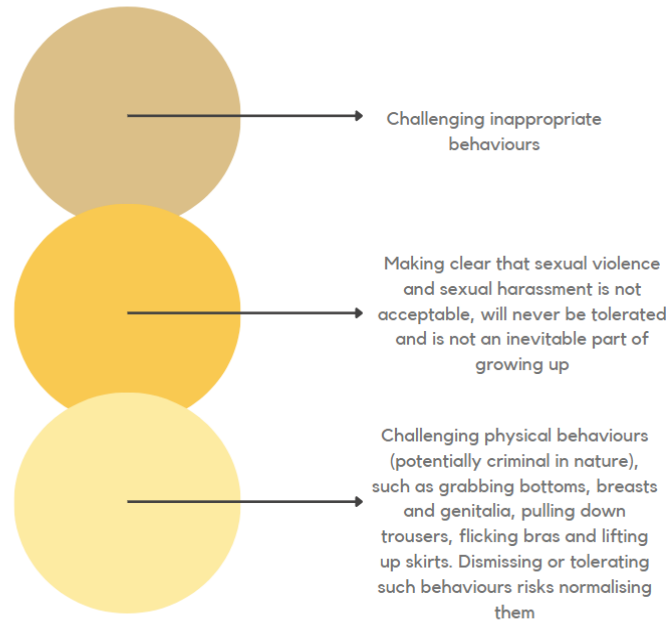 Challenging inappropriate
behaviours
Making clear that sexual violence
and sexual harassment is not
acceptable, will never be tolerated
and is not an inevitable part of
growing up
Challenging physical behaviours
(potentially criminal in nature),
such as grabbing bottoms, breasts
and genitalia, pulling down
trousers, flicking bras and lifting
up skirts. Dismissing or tolerating
such behaviours risks normalising
them